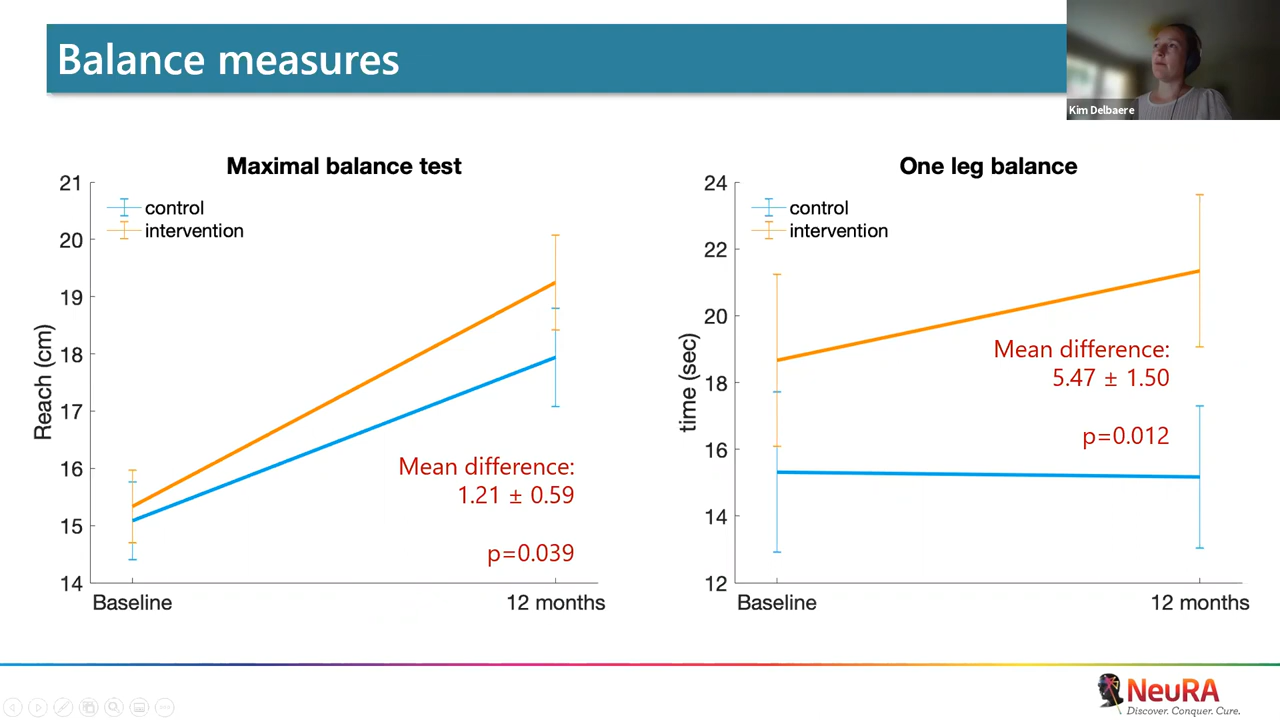 Balance measures
Kim Delbaere
Maximal balance test
21
20
19
18
17
16
15
14
Reach (cm)
control
intervention
Mean difference:
1.21 ± 0.59
p=0.039
Baseline
12 months
One leg balance
24
22
20
18
16
14
12
time (sec)
control
intervention
Mean difference:
5.47 ± 1.50
p=0.012
Baseline
12 months
NeuRA
Discover. Conquer. Cure.